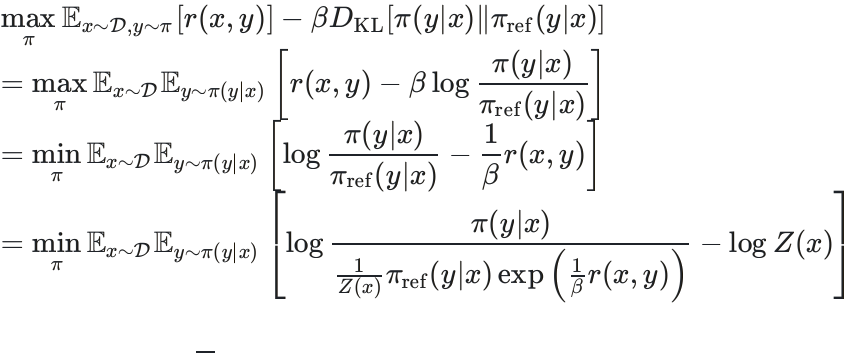 \max_{\pi} \mathbb{E}_{x\sim\mathcal{D},y\sim\pi}[r(x,y)] - \beta D_{\mathrm{KL}}[\pi(y|x)\|\pi_{\mathrm{ref}}(y|x)]
= \max_{\pi} \mathbb{E}_{x\sim\mathcal{D}}\mathbb{E}_{y\sim\pi(y|x)} \left[ r(x,y) - \beta \log \frac{\pi(y|x)}{\pi_{\mathrm{ref}}(y|x)} \right]
= \min_{\pi} \mathbb{E}_{x\sim\mathcal{D}}\mathbb{E}_{y\sim\pi(y|x)} \left[ \log \frac{\pi(y|x)}{\pi_{\mathrm{ref}}(y|x)} - \frac{1}{\beta} r(x,y) \right]
= \min_{\pi} \mathbb{E}_{x\sim\mathcal{D}}\mathbb{E}_{y\sim\pi(y|x)} \left[ \log \frac{\pi(y|x)}{\frac{1}{Z(x)}\pi_{\mathrm{ref}}(y|x)\exp\left(\frac{1}{\beta}r(x,y)\right)} - \log Z(x) \right]